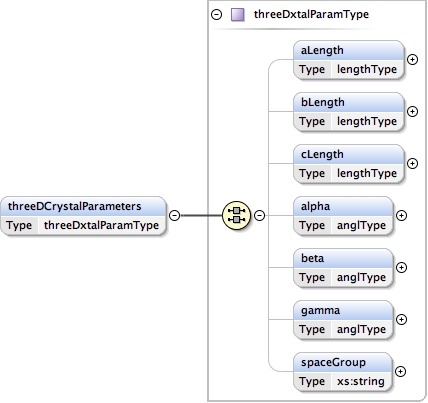 threeDxtalParamType
aLength
Type lengthType
bLength
Type lengthType
cLength
Type lengthType
threeDCrystalParameters
Type threeDxtalParamType
alpha
Type anglType
beta
Type anglType
gamma
Type anglType
spaceGroup
Type xs:string